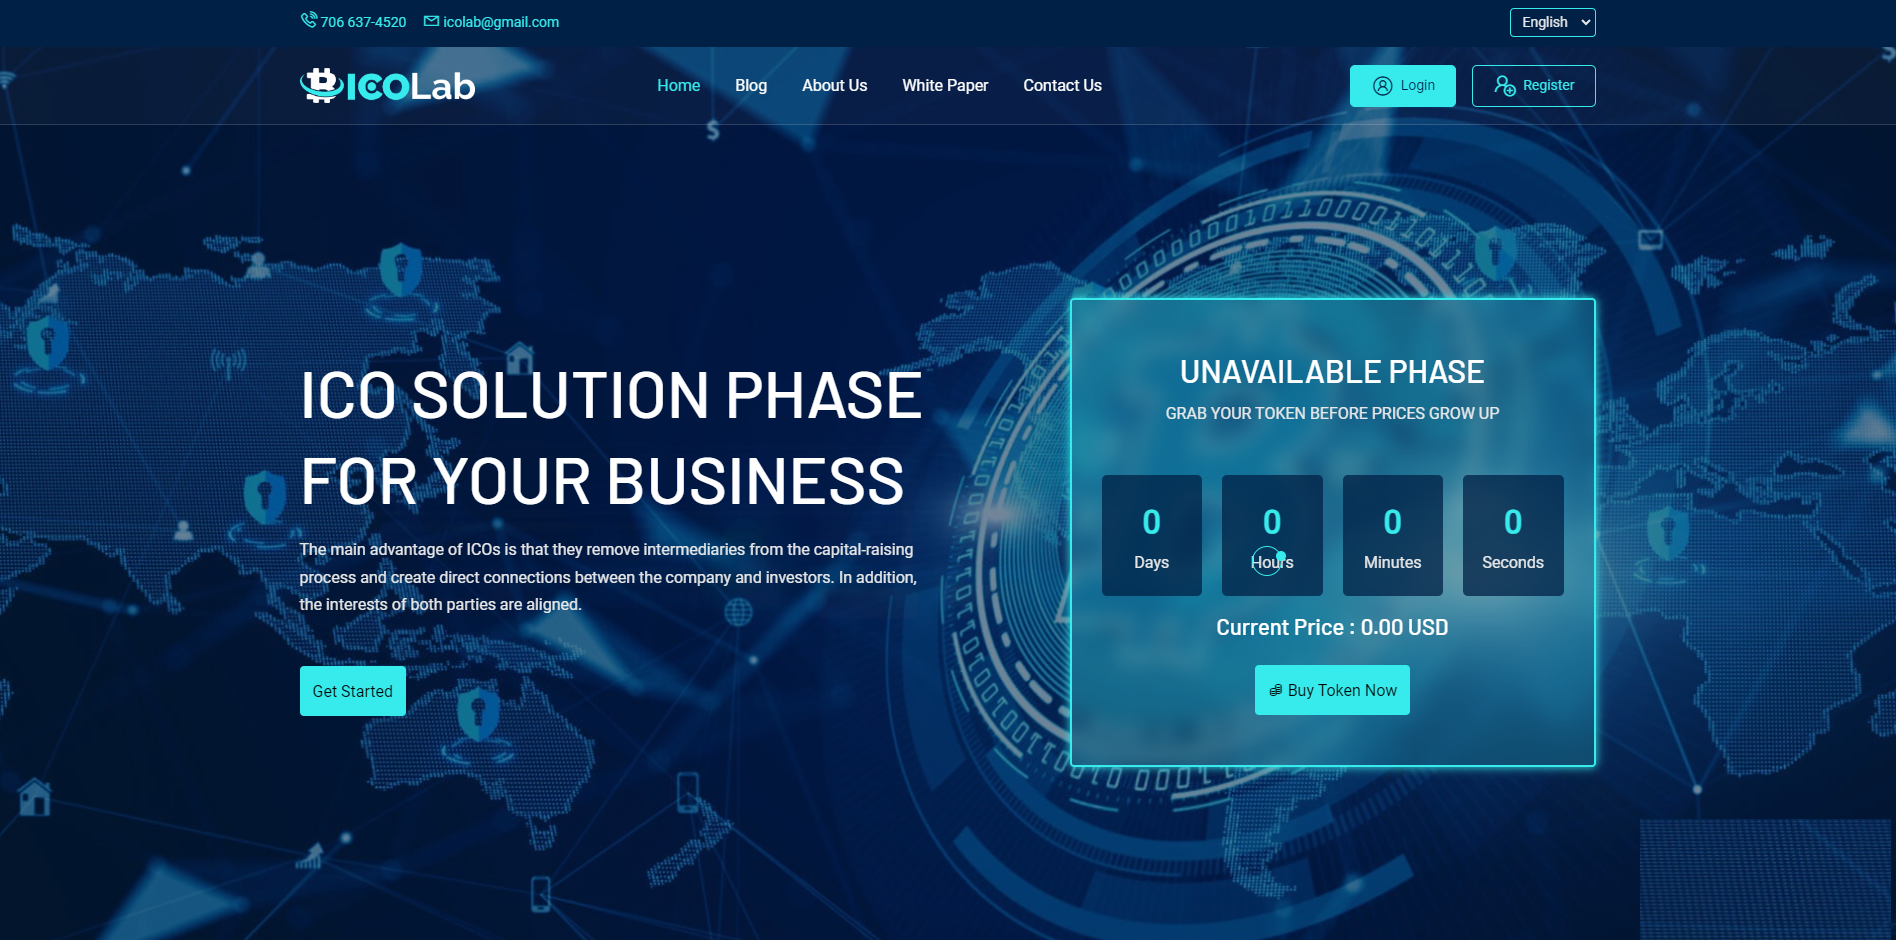 706 637-4520 icolab@gmail.com English
ICOLab Home Blog About Us White Paper Contact Us Login Register
ICO SOLUTION PHASE
FOR YOUR BUSINESS
The main advantage of ICOs is that they remove intermediaries from the capital-raising
process and create direct connections between the company and investors. In addition,
the interests of both parties are aligned.
Get Started
UNAVAILABLE PHASE
GRAB YOUR TOKEN BEFORE PRICES GROW UP
0 0 0 0
Days Hours Minutes Seconds
Current Price : 0.00 USD
Buy Token Now